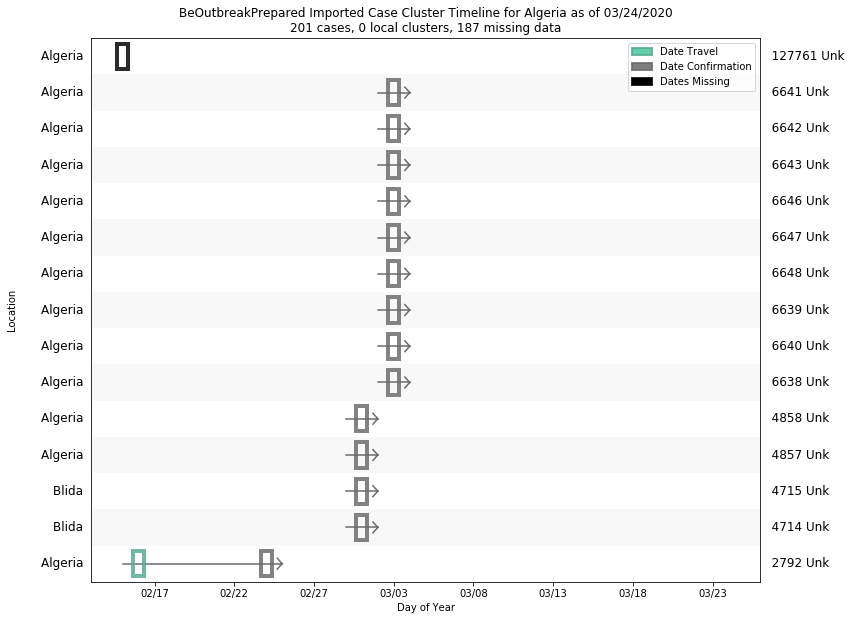 BeOutbreakPrepared Imported Case Cluster Timeline for Algeria as of 03/24/2020
201 cases, 0 local clusters, 187 missing data
Date Travel
Date Confirmation
Dates Missing
Location
Algeria 127761 Unk
Algeria 6641 Unk
Algeria 6642 Unk
Algeria 6643 Unk
Algeria 6646 Unk
Algeria 6647 Unk
Algeria 6648 Unk
Algeria 6639 Unk
Algeria 6640 Unk
Algeria 6638 Unk
Algeria 4858 Unk
Algeria 4857 Unk
Blida 4715 Unk
Blida 4714 Unk
Algeria 2792 Unk
02/17 02/22 02/27 03/03 03/08 03/13 03/18 03/23
Day of Year